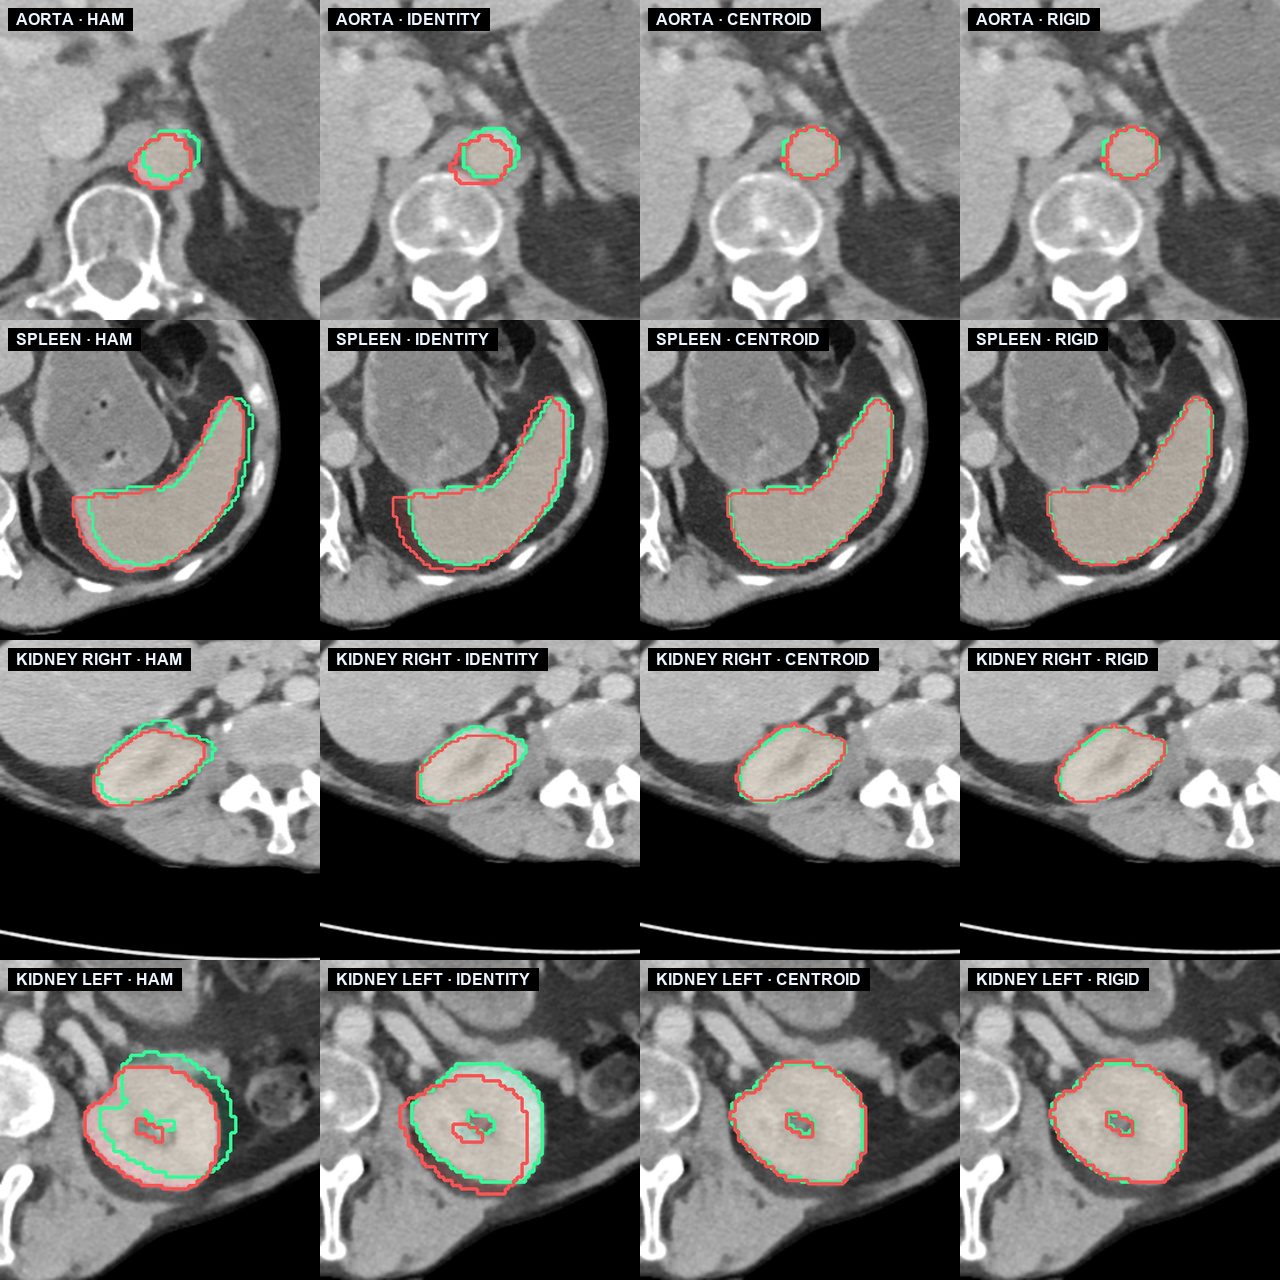 AORTA · HAM
AORTA · IDENTITY
AORTA · CENTROID
AORTA · RIGID
SPLEEN · HAM
SPLEEN · IDENTITY
SPLEEN · CENTROID
SPLEEN · RIGID
KIDNEY RIGHT · HAM
KIDNEY RIGHT · IDENTITY
KIDNEY RIGHT · CENTROID
KIDNEY RIGHT · RIGID
KIDNEY LEFT · HAM
KIDNEY LEFT · IDENTITY
KIDNEY LEFT · CENTROID
KIDNEY LEFT · RIGID